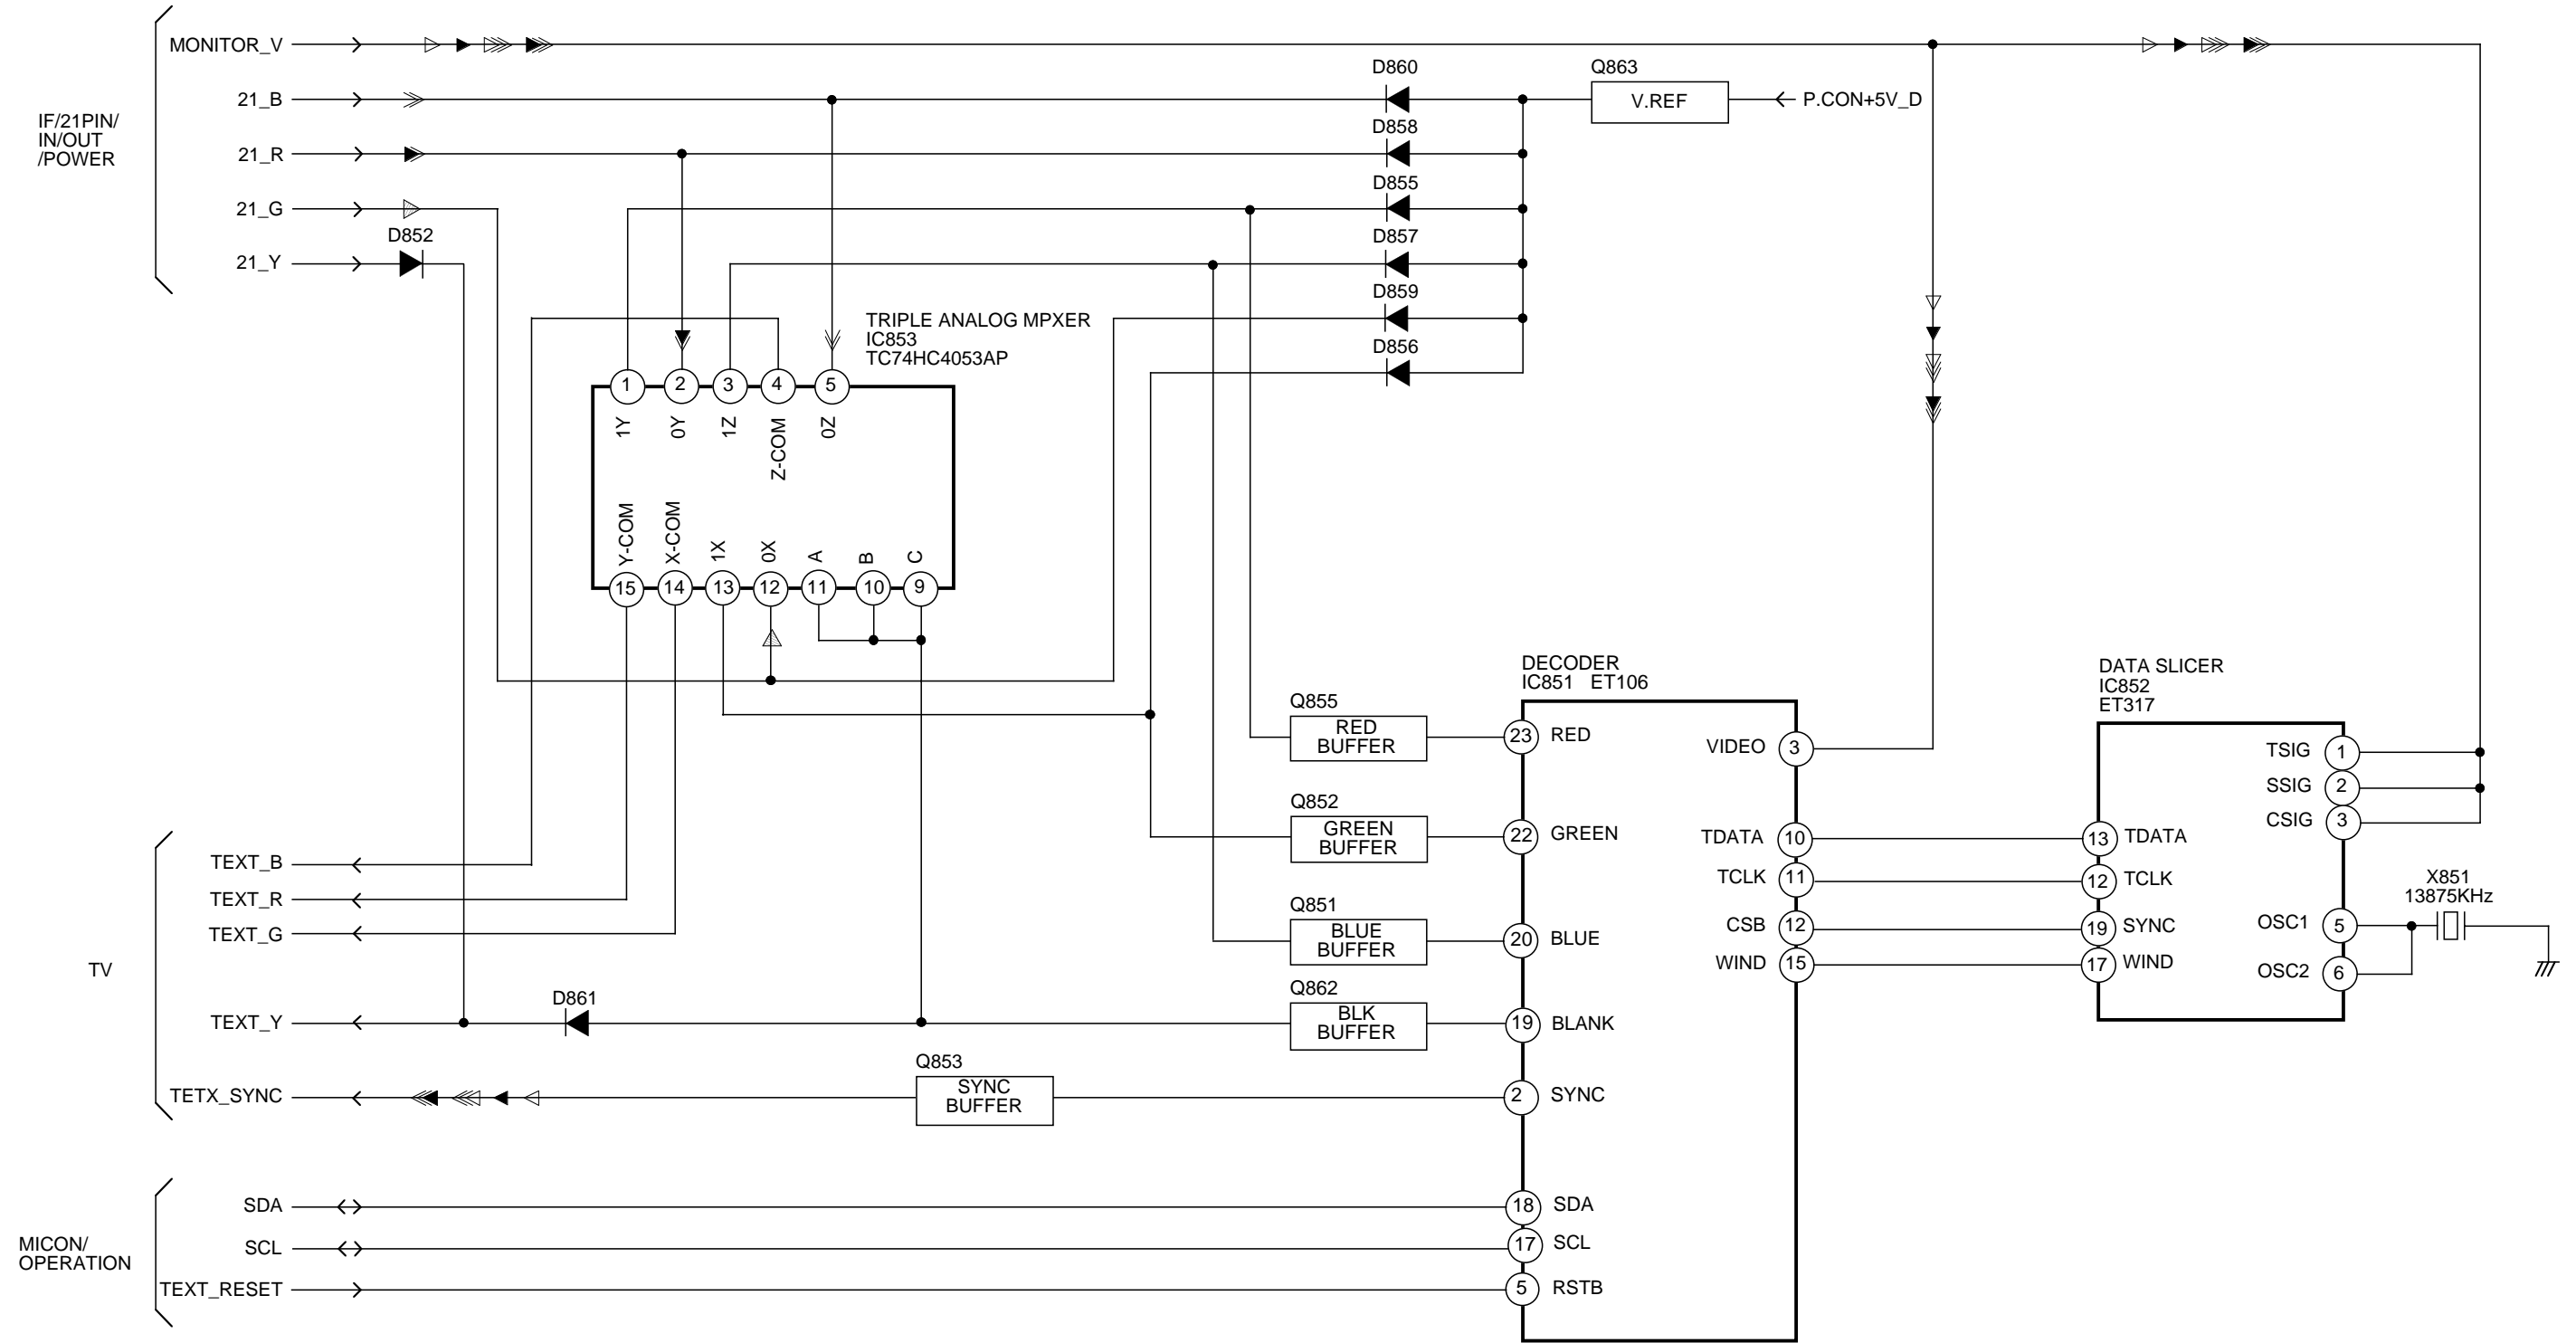 MONITOR_V
21_B
21_R
21_G
21_Y
IF/21PIN/
IN/OUT
/POWER
D852
D860
D858
D855
D857
D859
D856
Q863
V.REF
P.CON+5V_D
TRIPLE ANALOG MPXER
IC853
TC74HC4053AP
1
2
3
4
5
1Y
0Y
1Z
Z-COM
0Z
Y-COM
X-COM
1X
0X
A
B
C
15
14
13
12
11
10
9
TV
TEXT_B
TEXT_R
TEXT_G
TEXT_Y
TETX_SYNC
D861
Q855
RED
BUFFER
Q852
GREEN
BUFFER
Q851
BLUE
BUFFER
Q862
BLK
BUFFER
Q853
SYNC
BUFFER
DECODER
IC851 ET106
23 RED
22 GREEN
20 BLUE
19 BLANK
2 SYNC
18 SDA
17 SCL
5 RSTB
VIDEO 3
TDATA 10
TCLK 11
CSB 12
WIND 15
DATA SLICER
IC852
ET317
13 TDATA
12 TCLK
19 SYNC
17 WIND
TSIG 1
SSIG 2
CSIG 3
OSC1 5
OSC2 6
X851
13875KHz
MICON/
OPERATION
SDA
SCL
TEXT_RESET